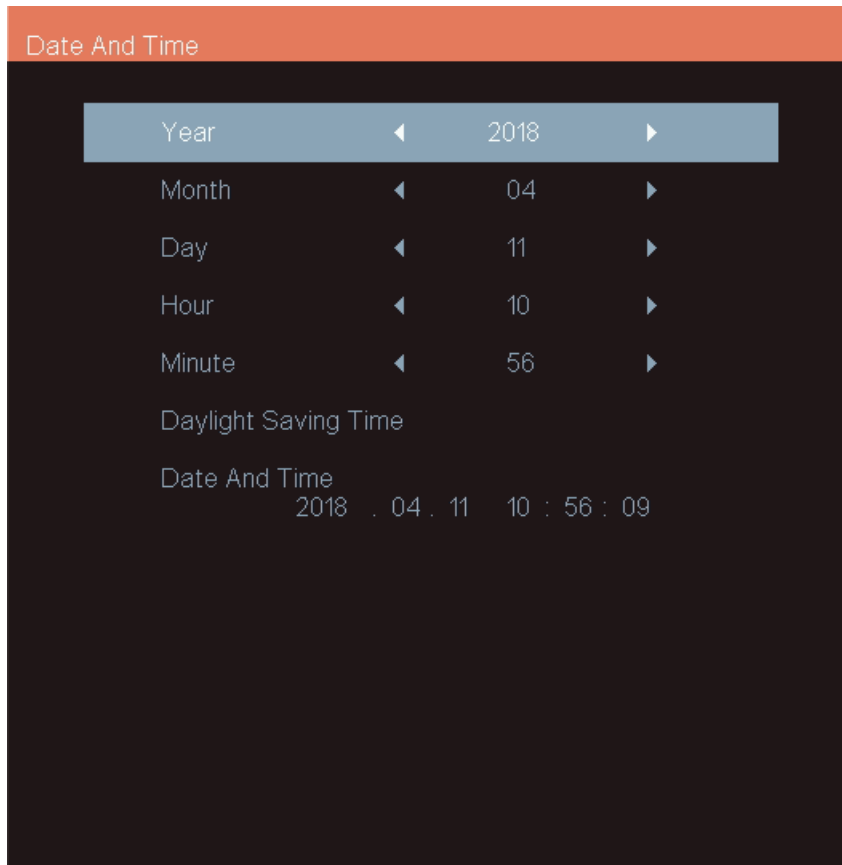 Date And Time
Year 2018
Month 04
Day 11
Hour 10
Minute 56
Daylight Saving Time
Date And Time
2018 . 04 . 11 10 : 56 : 09